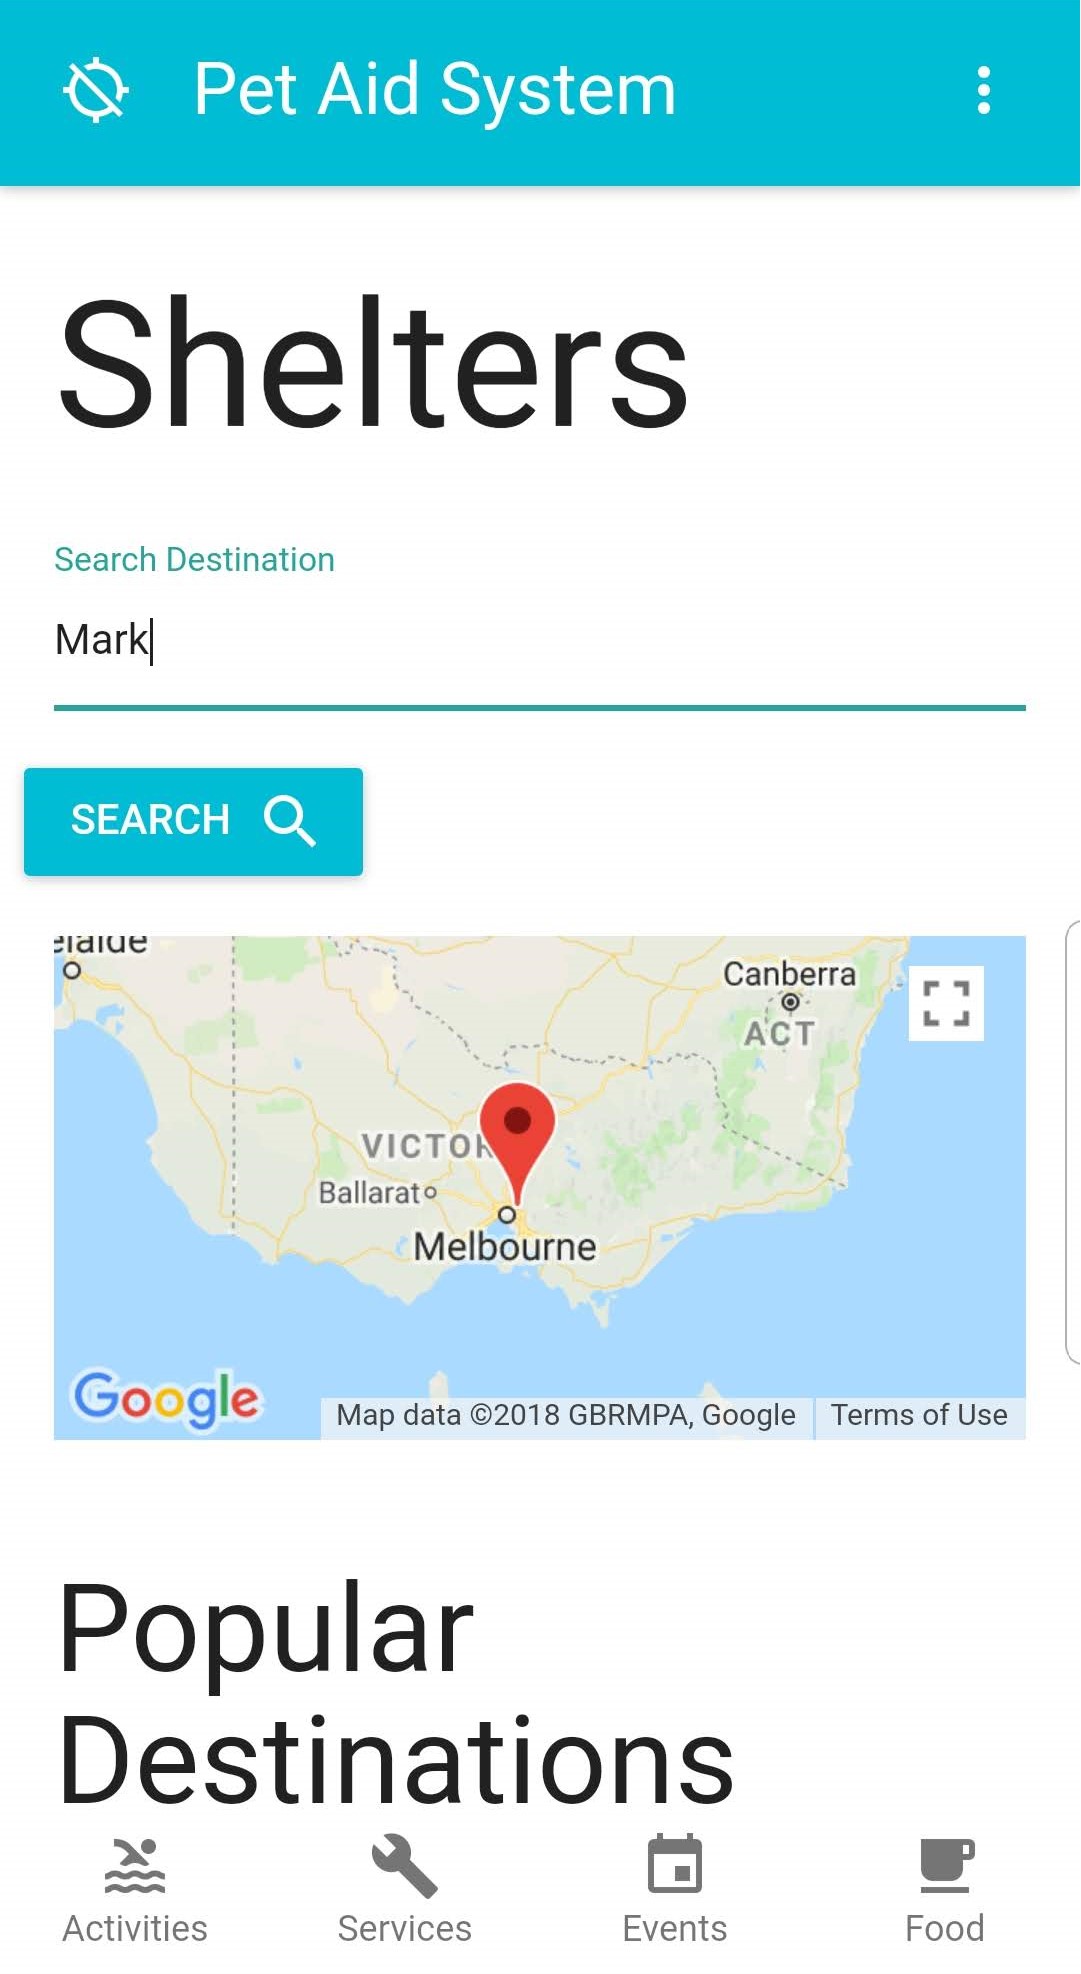 Pet Aid System
Shelters
Search Destination
Mark
SEARCH
elaide
Canberra
ACT
VICTOR
Ballarat
Melbourne
Google
Map data ©2018 GBRMPA, Google
Terms of Use
Popular
Destinations
Activities
Services
Events
Food